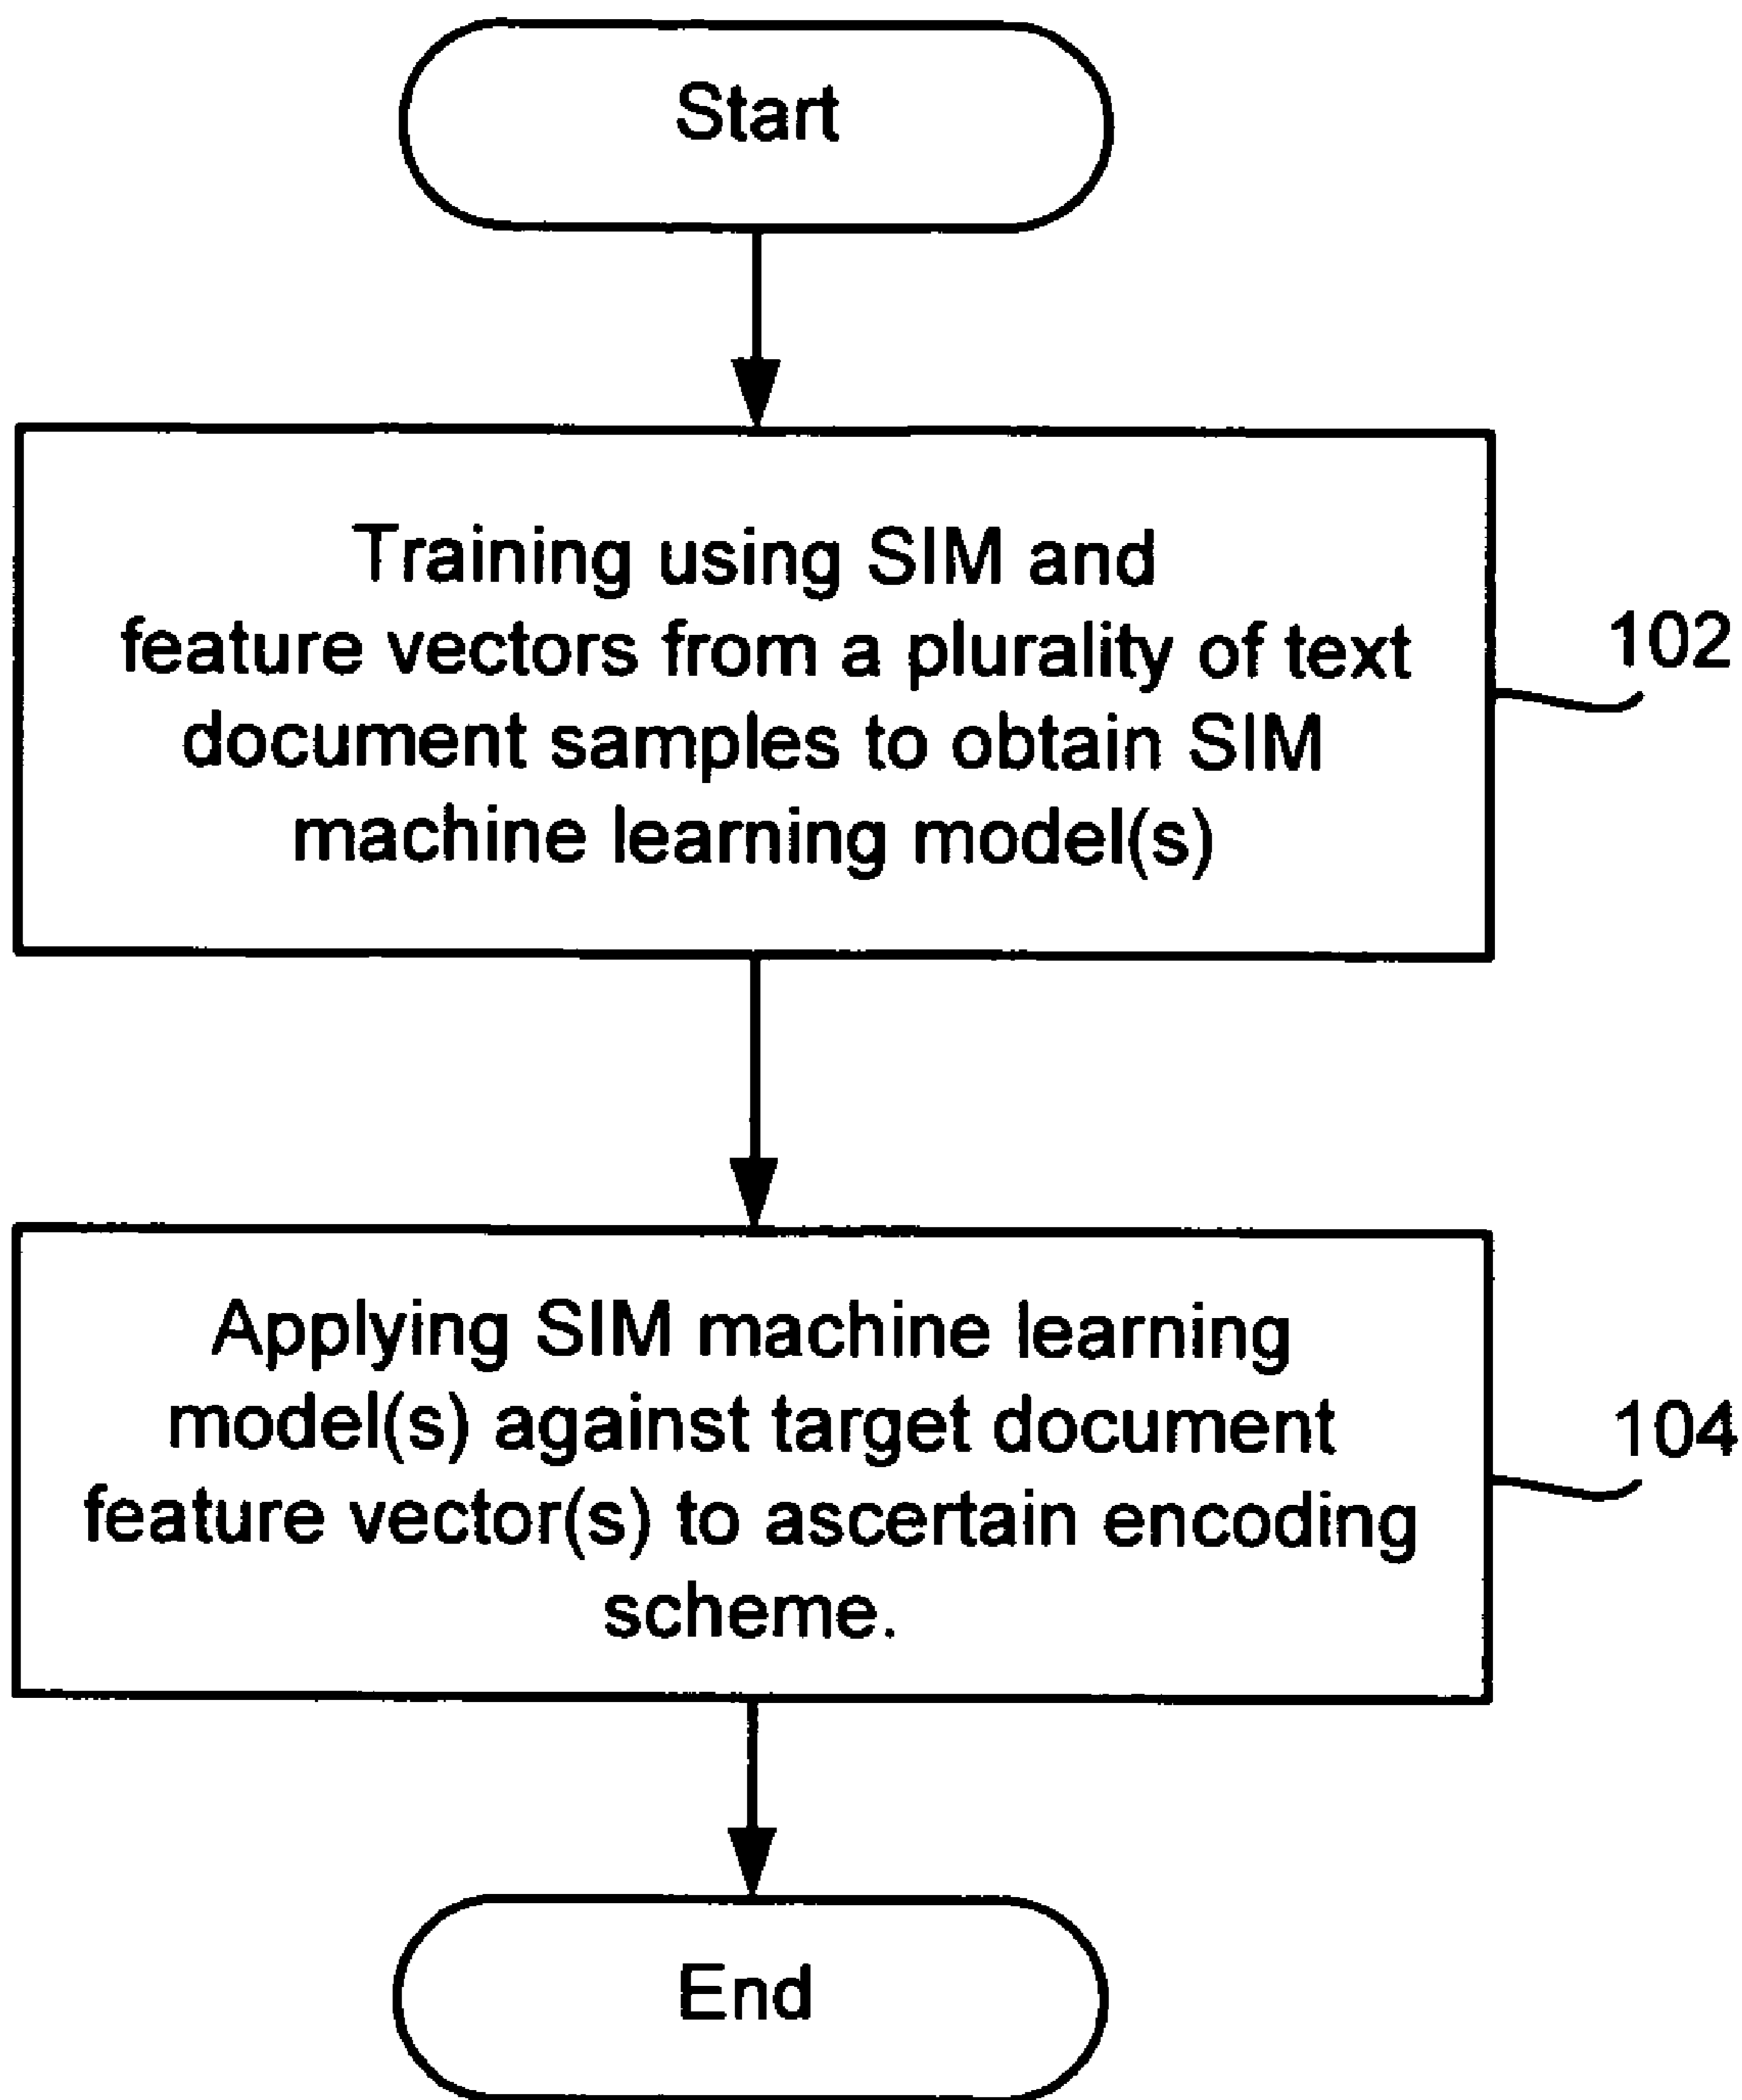 Start
Training using SIM and
feature vectors from a plurality of text
document samples to obtain SIM
machine learning model(s)
102
Applying SIM machine learning
model(s) against target document
feature vector(s) to ascertain encoding
scheme.
104
End